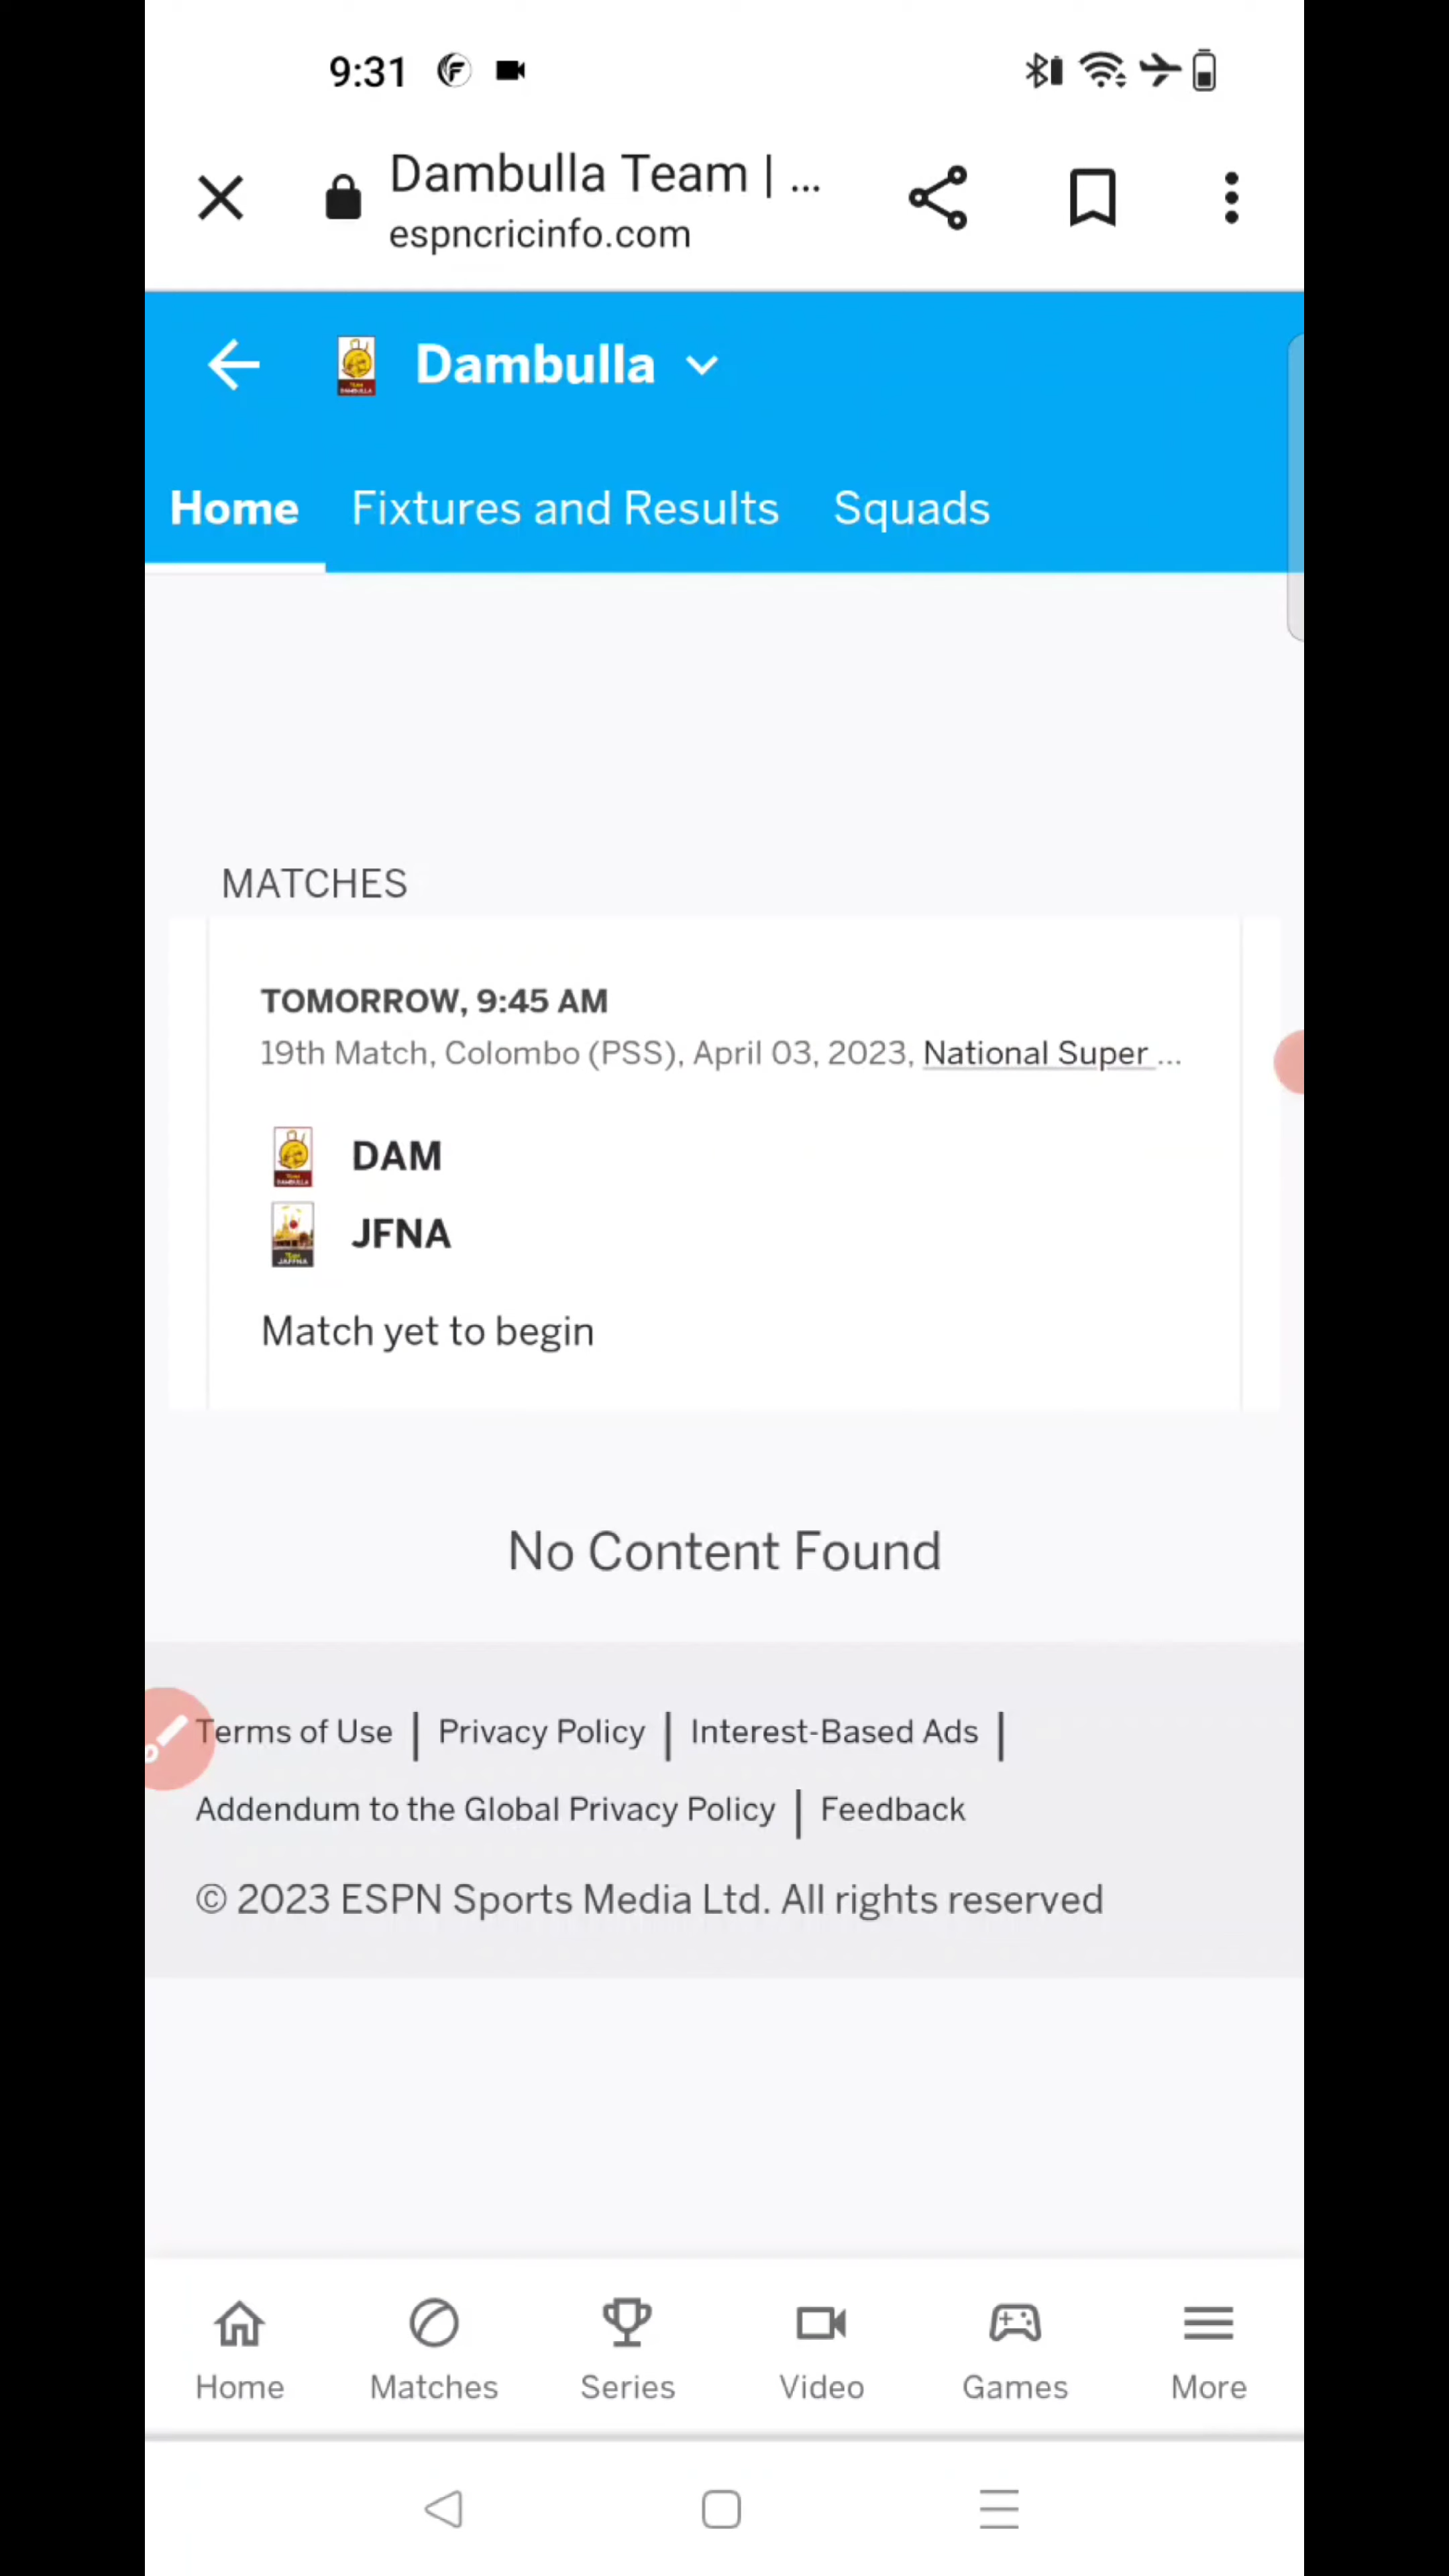 9:31
Dambulla Team | ...
espncricinfo.com
Dambulla
Home Fixtures and Results Squads
MATCHES
TOMORROW, 9:45 AM
19th Match, Colombo (PSS), April 03, 2023, National Super ...
DAM
JFNA
Match yet to begin
No Content Found
Terms of Use | Privacy Policy | Interest-Based Ads |
Addendum to the Global Privacy Policy | Feedback
© 2023 ESPN Sports Media Ltd. All rights reserved
Home Matches Series Video Games More